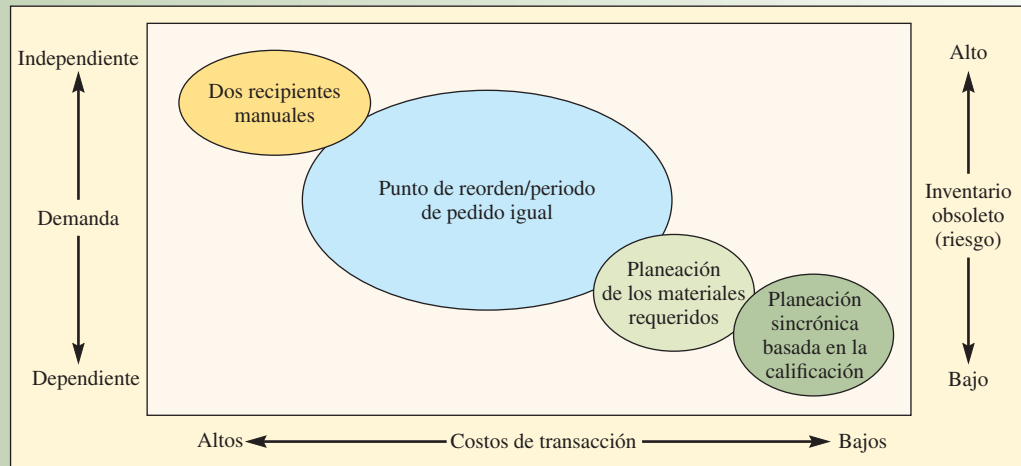 Independiente
Demanda
Dependiente
Dos recipientes
manuales
Punto de reorden/periodo
de pedido igual
Planeación
de los materiales
requeridos
Planeación
sincrónica
basada en la
calificación
Alto
Inventario
obsoleto
(riesgo)
Bajo
Altos
Costos de transacción
Bajos